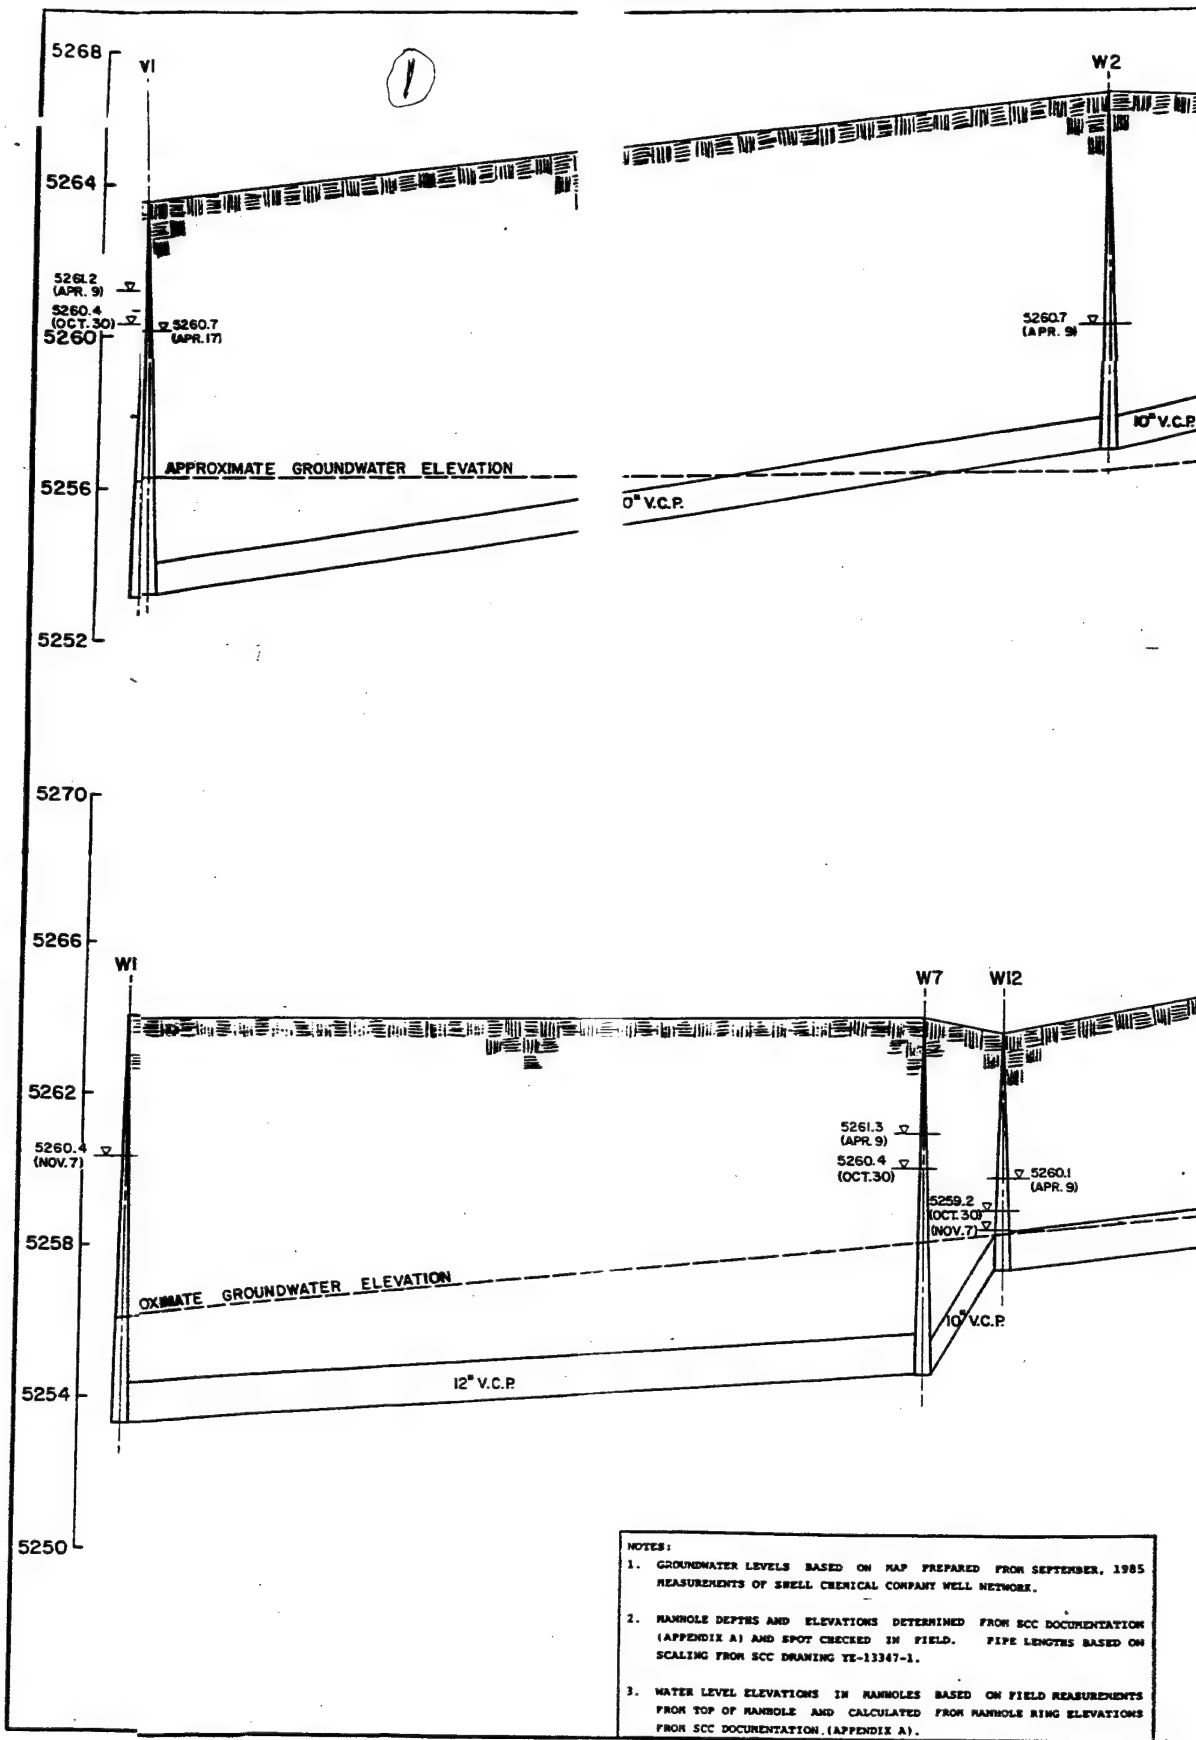 1
5268
V1
W2
5264
5261.2
(APR. 9)
5260.4
(OCT. 30)
5260
5260.7
(APR. 17)
5260.7
(APR. 9)
10" V.C.P.
APPROXIMATE GROUNDWATER ELEVATION
5256
0" V.C.P.
5252
5270
5266
W1
W7
W12
5262
5260.4
(NOV. 7)
5261.3
(APR. 9)
5260.4
(OCT. 30)
5260.1
(APR. 9)
5259.2
(OCT. 30)
(NOV. 7)
5258
OXIMATE GROUNDWATER ELEVATION
10" V.C.P.
12" V.C.P.
5254
5250
NOTES:
1. GROUNDWATER LEVELS BASED ON MAP PREPARED FROM SEPTEMBER, 1985
MEASUREMENTS OF SHELL CHEMICAL COMPANY WELL NETWORK.
2. MANHOLE DEPTHS AND ELEVATIONS DETERMINED FROM SCC DOCUMENTATION
(APPENDIX A) AND SPOT CHECKED IN FIELD. PIPE LENGTHS BASED ON
SCALING FROM SCC DRAWING YE-13347-1.
3. WATER LEVEL ELEVATIONS IN MANHOLES BASED ON FIELD MEASUREMENTS
FROM TOP OF MANHOLE AND CALCULATED FROM MANHOLE RING ELEVATIONS
FROM SCC DOCUMENTATION. (APPENDIX A).